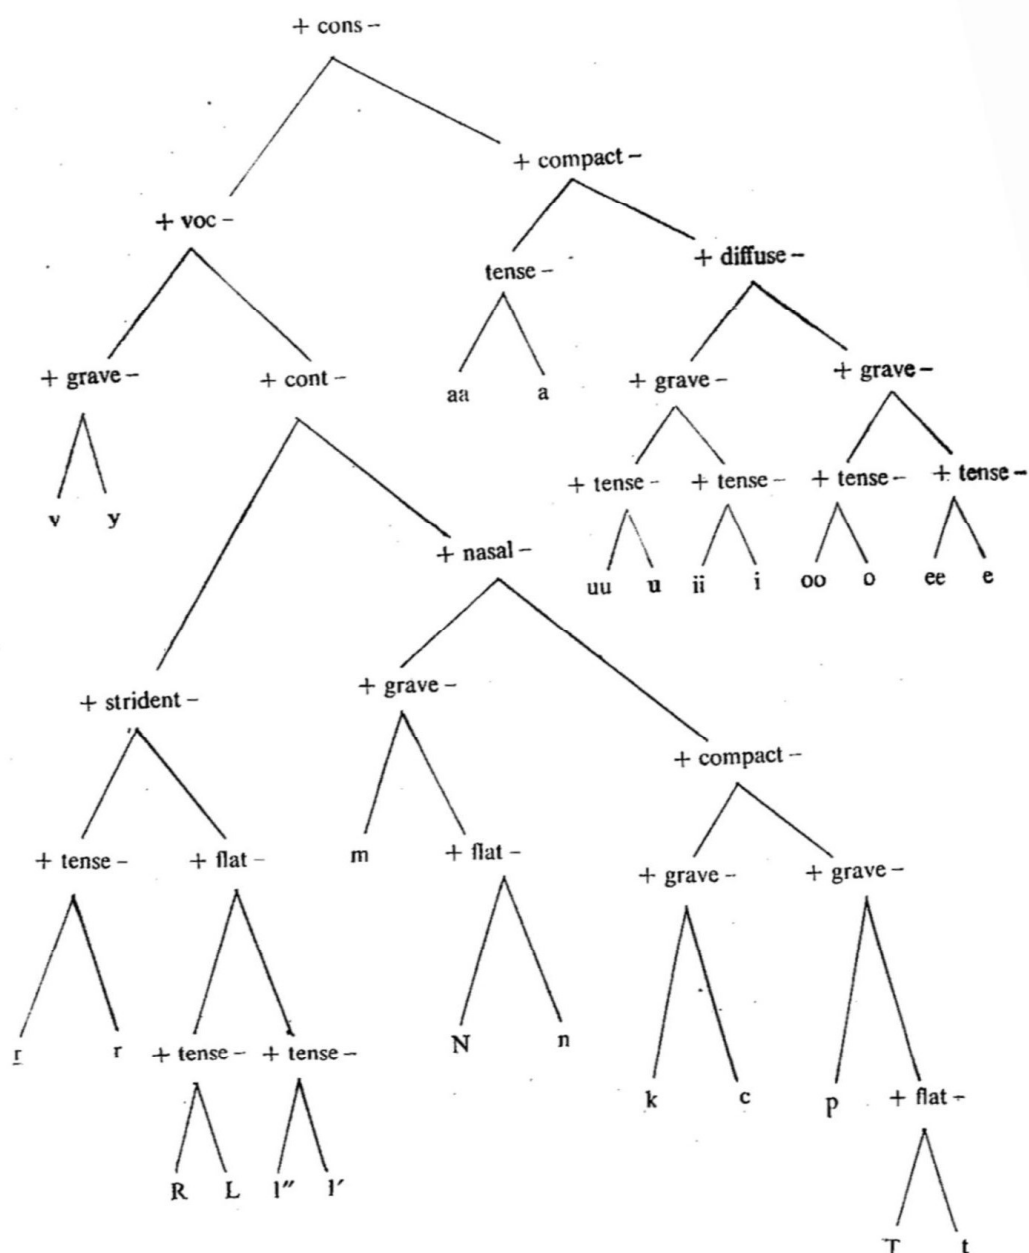 + cons −
+ compact −
+ voc −
tense −
+ diffuse −
+ grave −
+ cont −
aa
a
+ grave −
+ grave −
+ tense −
+ tense −
+ tense −
+ tense −
v
y
+ nasal −
uu
u
ii
i
oo
o
ee
e
+ strident −
+ grave −
+ compact −
+ tense −
+ flat −
m
+ flat −
+ grave −
+ grave −
r
r
+ tense −
+ tense −
N
n
k
c
p
+ flat −
R
L
l″
l′
T
t